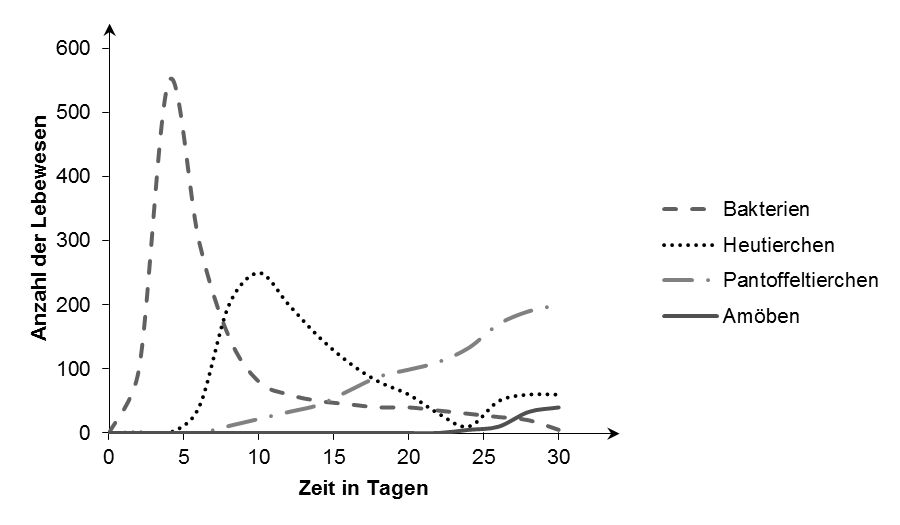 Anzahl der Lebewesen
600
500
400
300
200
100
0
0 5 10 15 20 25 30
Zeit in Tagen
Bakterien
Heutierchen
Pantoffeltierchen
Amöben